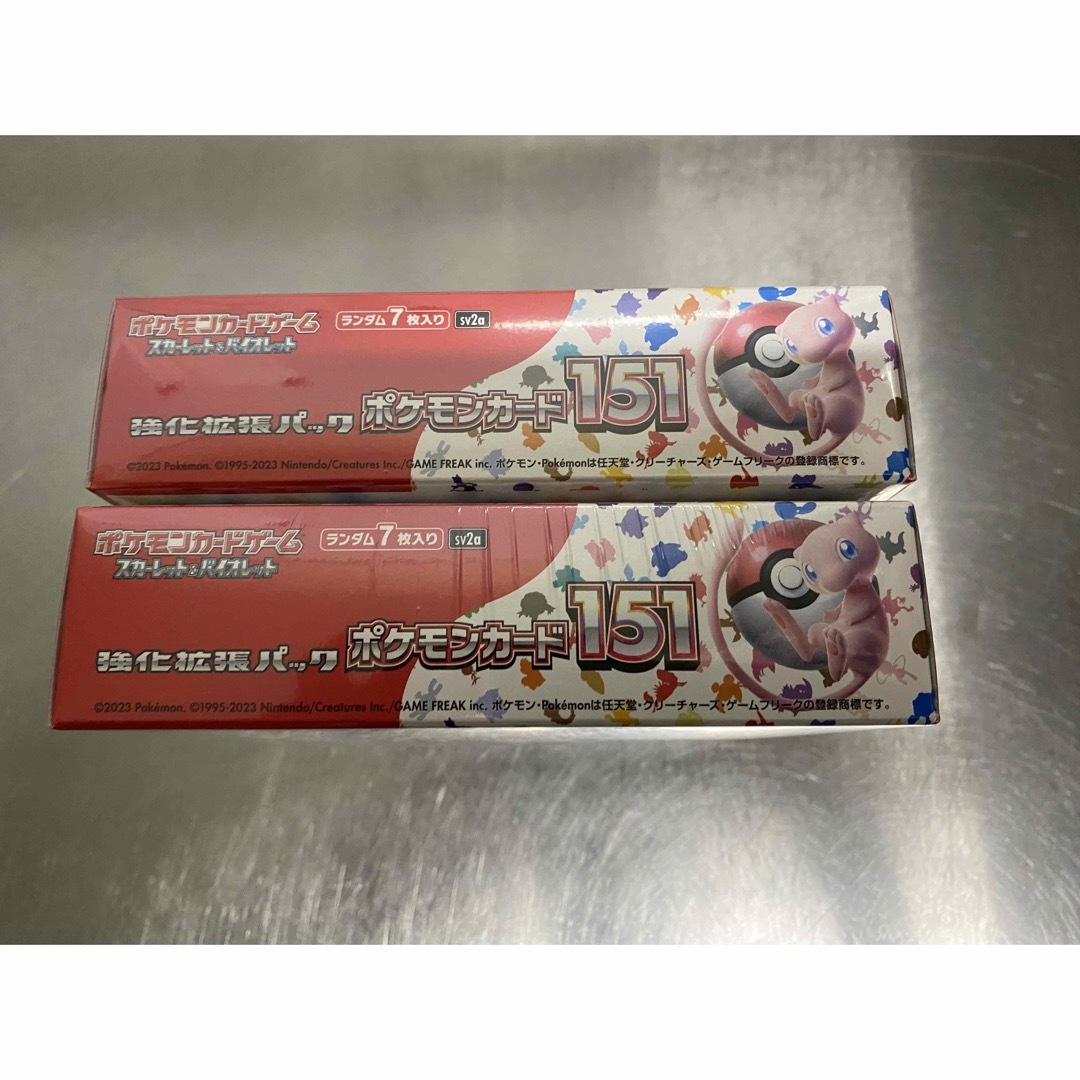 ポケモンカードゲーム
スカーレット&バイオレット
ランダム7枚入り sv2a
強化拡張パック ポケモンカード151
©2023 Pokémon. ©1995-2023 Nintendo/Creatures Inc./GAME FREAK inc. ポケモン・Pokémonは任天堂・クリーチャーズ・ゲームフリークの登録商標です。
ポケモンカードゲーム
スカーレット&バイオレット
ランダム7枚入り sv2a
強化拡張パック ポケモンカード151
©2023 Pokémon. ©1995-2023 Nintendo/Creatures Inc./GAME FREAK inc. ポケモン・Pokémonは任天堂・クリーチャーズ・ゲームフリークの登録商標です。